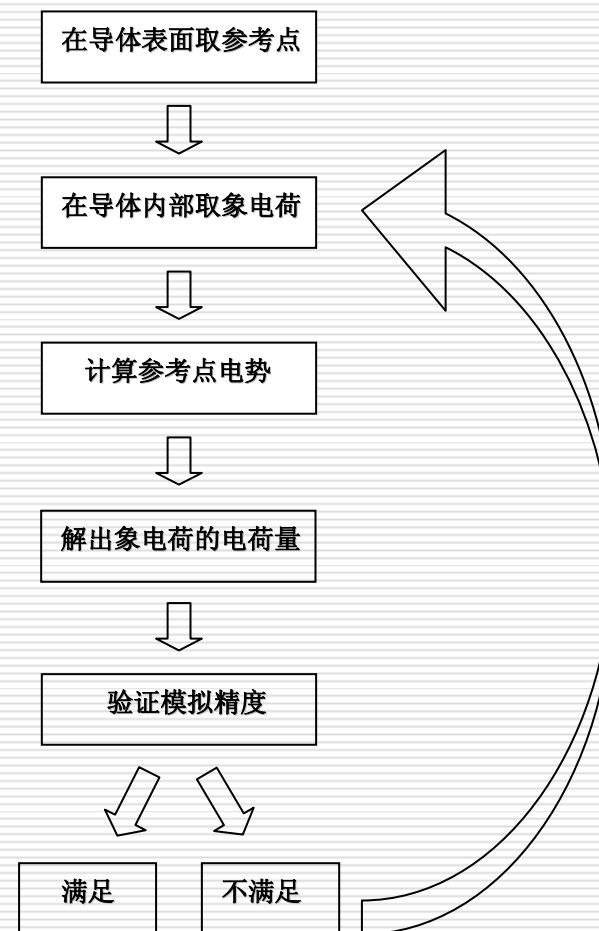 在导体表面取参考点
在导体内部取象电荷
计算参考点电势
解出象电荷的电荷量
验证模拟精度
满足
不满足